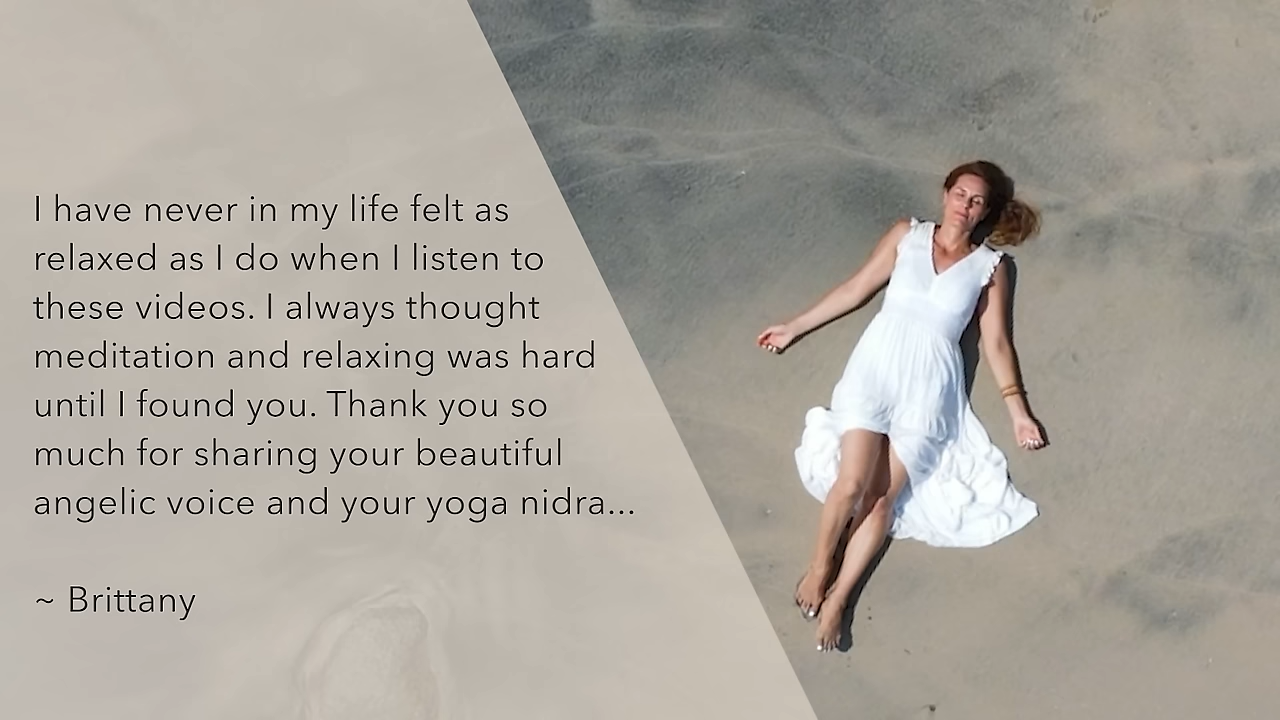 I have never in my life felt as
relaxed as I do when I listen to
these videos. I always thought
meditation and relaxing was hard
until I found you. Thank you so
much for sharing your beautiful
angelic voice and your yoga nidra...
~ Brittany